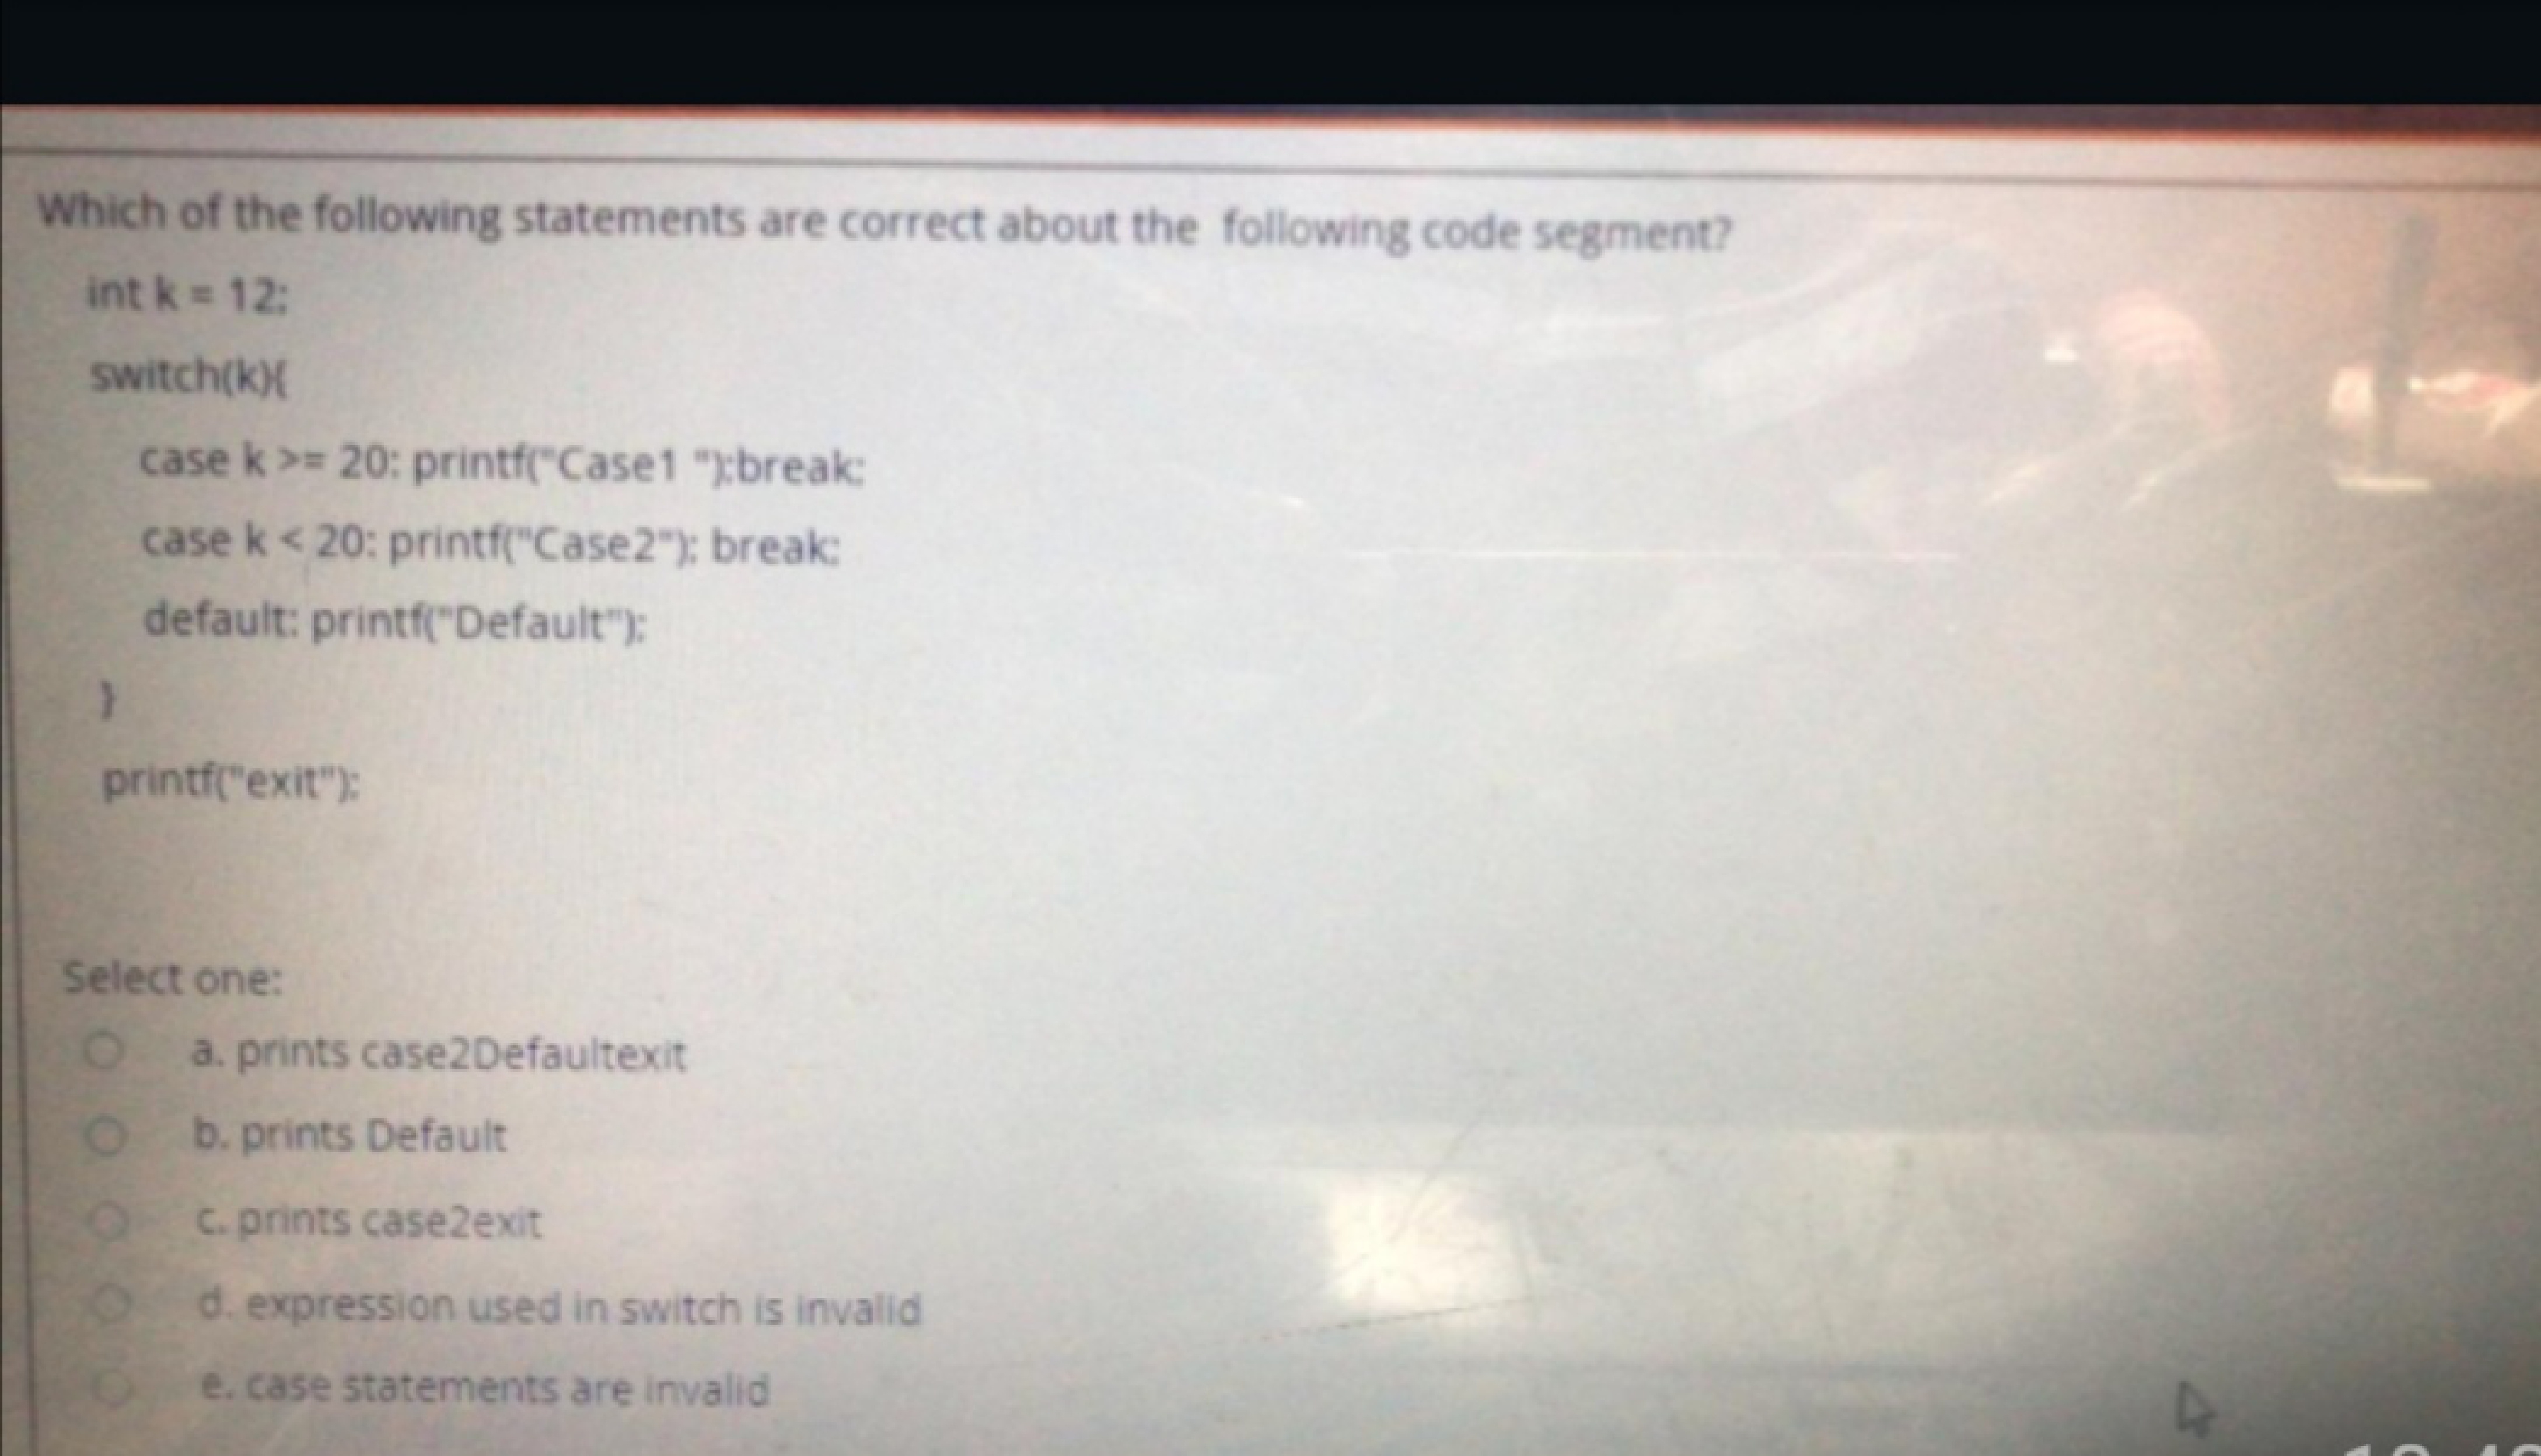 Which of the following statements are correct about the following code segment?
int k = 12;
switch(k){
case k >= 20: printf("Case1 ");break;
case k < 20: printf("Case2"); break;
default: printf("Default");
}
printf("exit");
Select one:
a. prints case2Defaultexit
b. prints Default
c. prints case2exit
d. expression used in switch is invalid
e. case statements are invalid